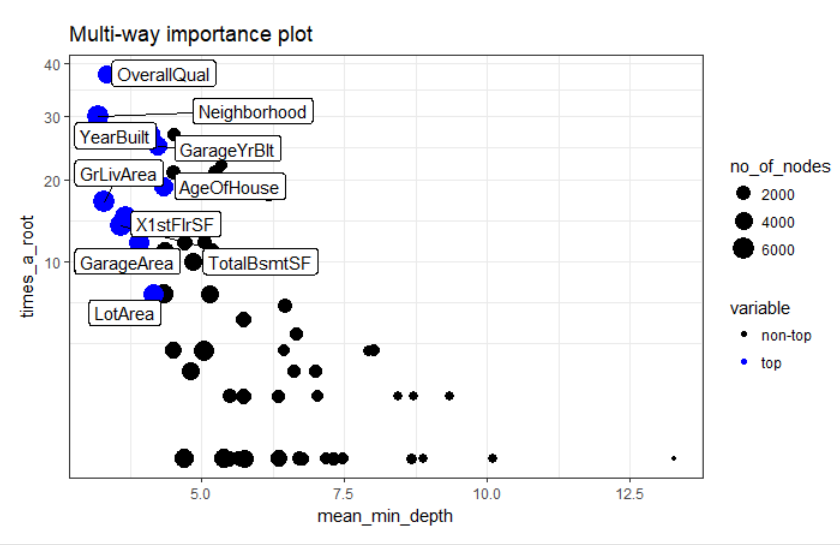 Multi-way importance plot
40
30
20
10
times_a_root
OverallQual
Neighborhood
YearBuilt
GarageYrBlt
GrLivArea
AgeOfHouse
X1stFlrSF
GarageArea
TotalBsmtSF
LotArea
5.0
7.5
10.0
12.5
mean_min_depth
no_of_nodes
2000
4000
6000
variable
non-top
top